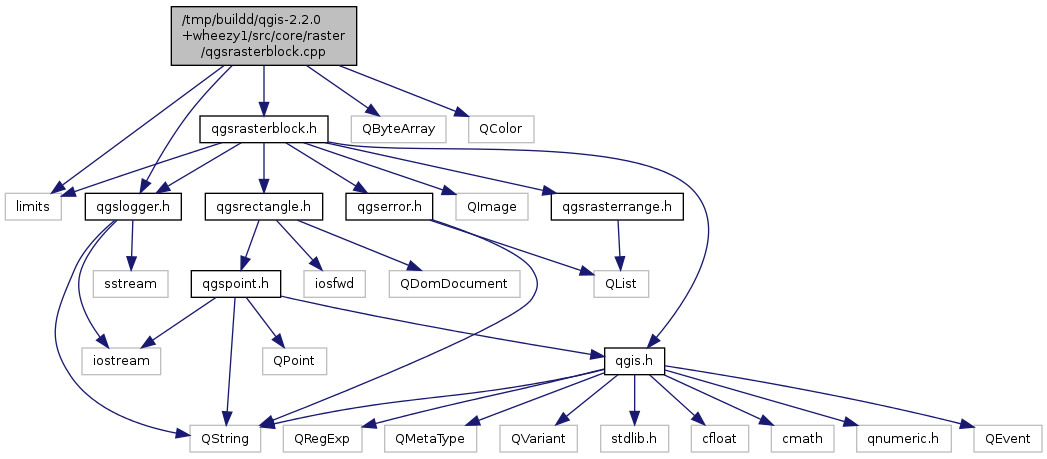 /tmp/buildd/qgis-2.2.0
+wheezy1/src/core/raster
/qgsrasterblock.cpp
qgsrasterblock.h
QByteArray
QColor
limits
qgslogger.h
qgsrectangle.h
qgserror.h
QImage
qgsrasterrange.h
sstream
qgspoint.h
iosfwd
QDomDocument
QList
iostream
QPoint
qgis.h
QString
QRegExp
QMetaType
QVariant
stdlib.h
cfloat
cmath
qnumeric.h
QEvent